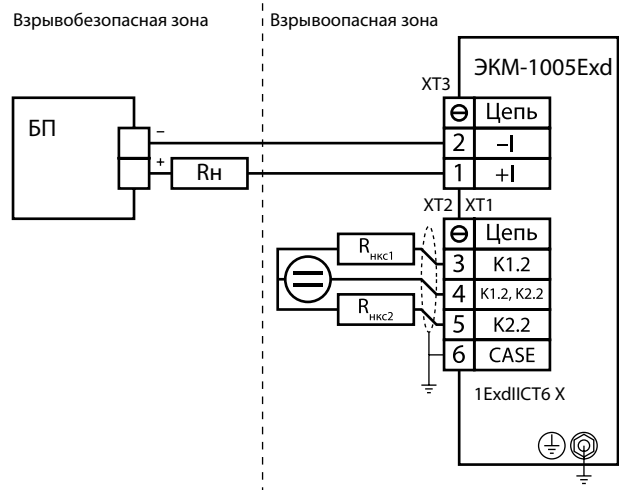 Взрывобезопасная зона
Взрывоопасная зона
ЭКМ-1005Exd
XT3
БП
Цепь
–
2
–I
+
Rн
1
+I
XT2
XT1
Цепь
Rнкс1
3
K1.2
4
K1.2, K2.2
Rнкс2
5
K2.2
6
CASE
1ExdIICT6 X